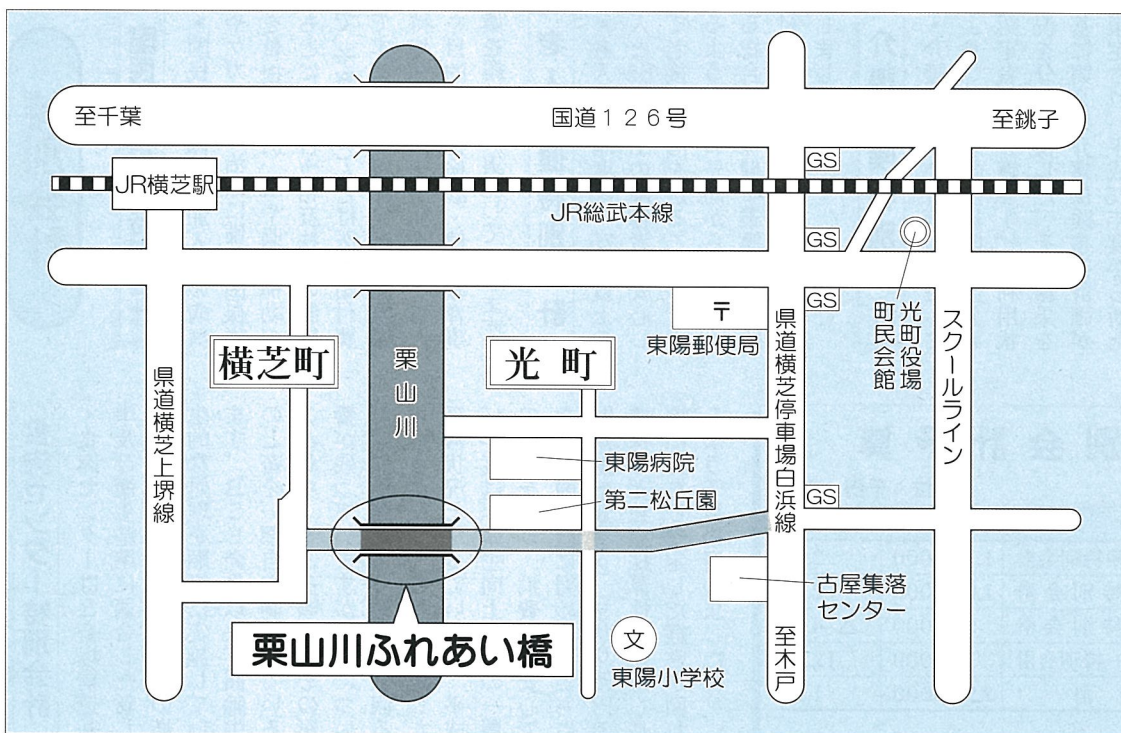 至千葉
国道126号
至銚子
JR横芝駅
GS
JR総武本線
GS
GS
〒
東陽郵便局
光町役場
町民会館
県道横芝停車場白浜線
スクールライン
横芝町
栗山川
光町
県道横芝上堺線
東陽病院
第二松丘園
GS
古屋集落
センター
栗山川ふれあい橋
文
東陽小学校
至木戸